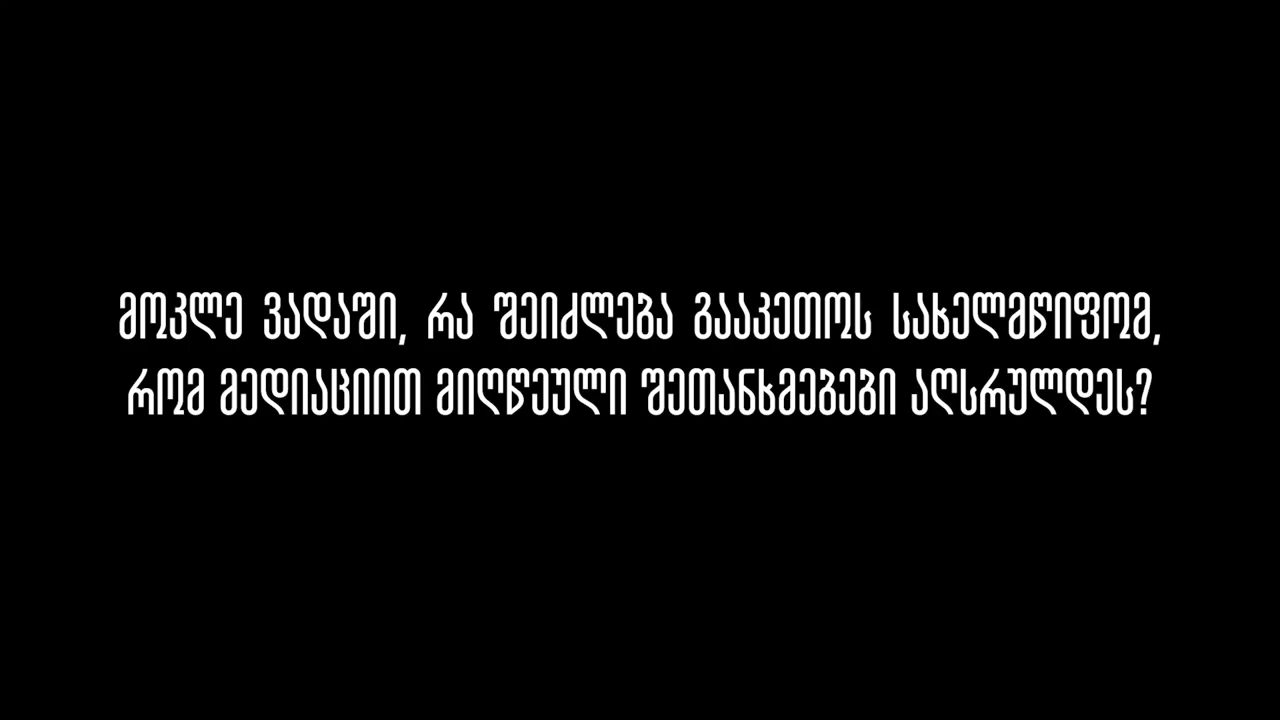 მოკლე ვადაში, რა შეიძლება გააკეთოს სახელმწიფომ,
რომ მედიაციით მიღწეული შეთანხმებები აღსრულდეს?